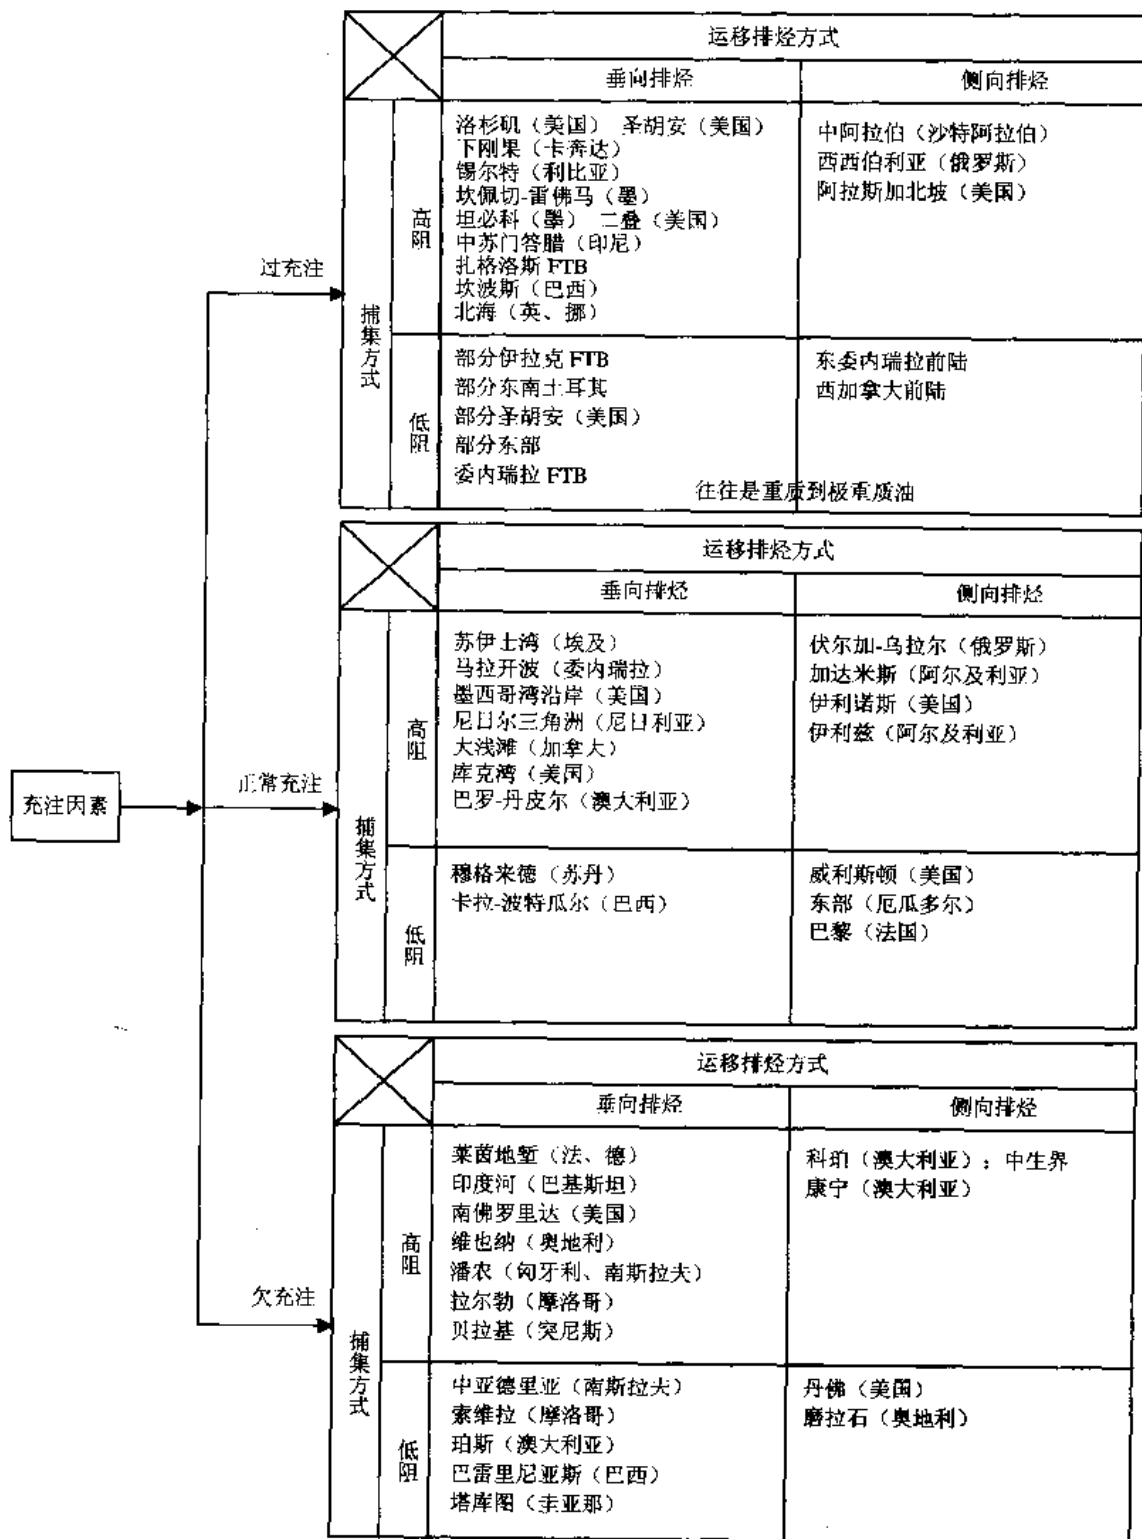 充注因素
过充注
运移排烃方式
垂向排烃
侧向排烃
捕集方式
高阻
洛杉矶（美国） 圣胡安（美国）
下刚果（卡奔达）
锡尔特（利比亚）
坎佩切-雷佛马（墨）
坦必科（墨） 二叠（美国）
中苏门答腊（印尼）
扎格洛斯 FTB
坎波斯（巴西）
北海（英、挪）
中阿拉伯（沙特阿拉伯）
西西伯利亚（俄罗斯）
阿拉斯加北坡（美国）
低阻
部分伊拉克 FTB
部分东南土耳其
部分圣胡安（美国）
部分东部
委内瑞拉 FTB
东委内瑞拉前陆
西加拿大前陆
往往是重质到极重质油
正常充注
运移排烃方式
垂向排烃
侧向排烃
捕集方式
高阻
苏伊士湾（埃及）
马拉开波（委内瑞拉）
墨西哥湾沿岸（美国）
尼日尔三角洲（尼日利亚）
大浅滩（加拿大）
库克湾（美国）
巴罗-丹皮尔（澳大利亚）
伏尔加-乌拉尔（俄罗斯）
加达米斯（阿尔及利亚）
伊利诺斯（美国）
伊利兹（阿尔及利亚）
低阻
穆格来德（苏丹）
卡拉-波特瓜尔（巴西）
威利斯顿（美国）
东部（厄瓜多尔）
巴黎（法国）
欠充注
运移排烃方式
垂向排烃
侧向排烃
捕集方式
高阻
莱茵地堑（法、德）
印度河（巴基斯坦）
南佛罗里达（美国）
维也纳（奥地利）
潘农（匈牙利、南斯拉夫）
拉尔勃（摩洛哥）
贝拉基（突尼斯）
科珀（澳大利亚）；中生界
康宁（澳大利亚）
低阻
中亚德里亚（南斯拉夫）
索维拉（摩洛哥）
珀斯（澳大利亚）
巴雷里尼亚斯（巴西）
塔库图（圭亚那）
丹佛（美国）
磨拉石（奥地利）